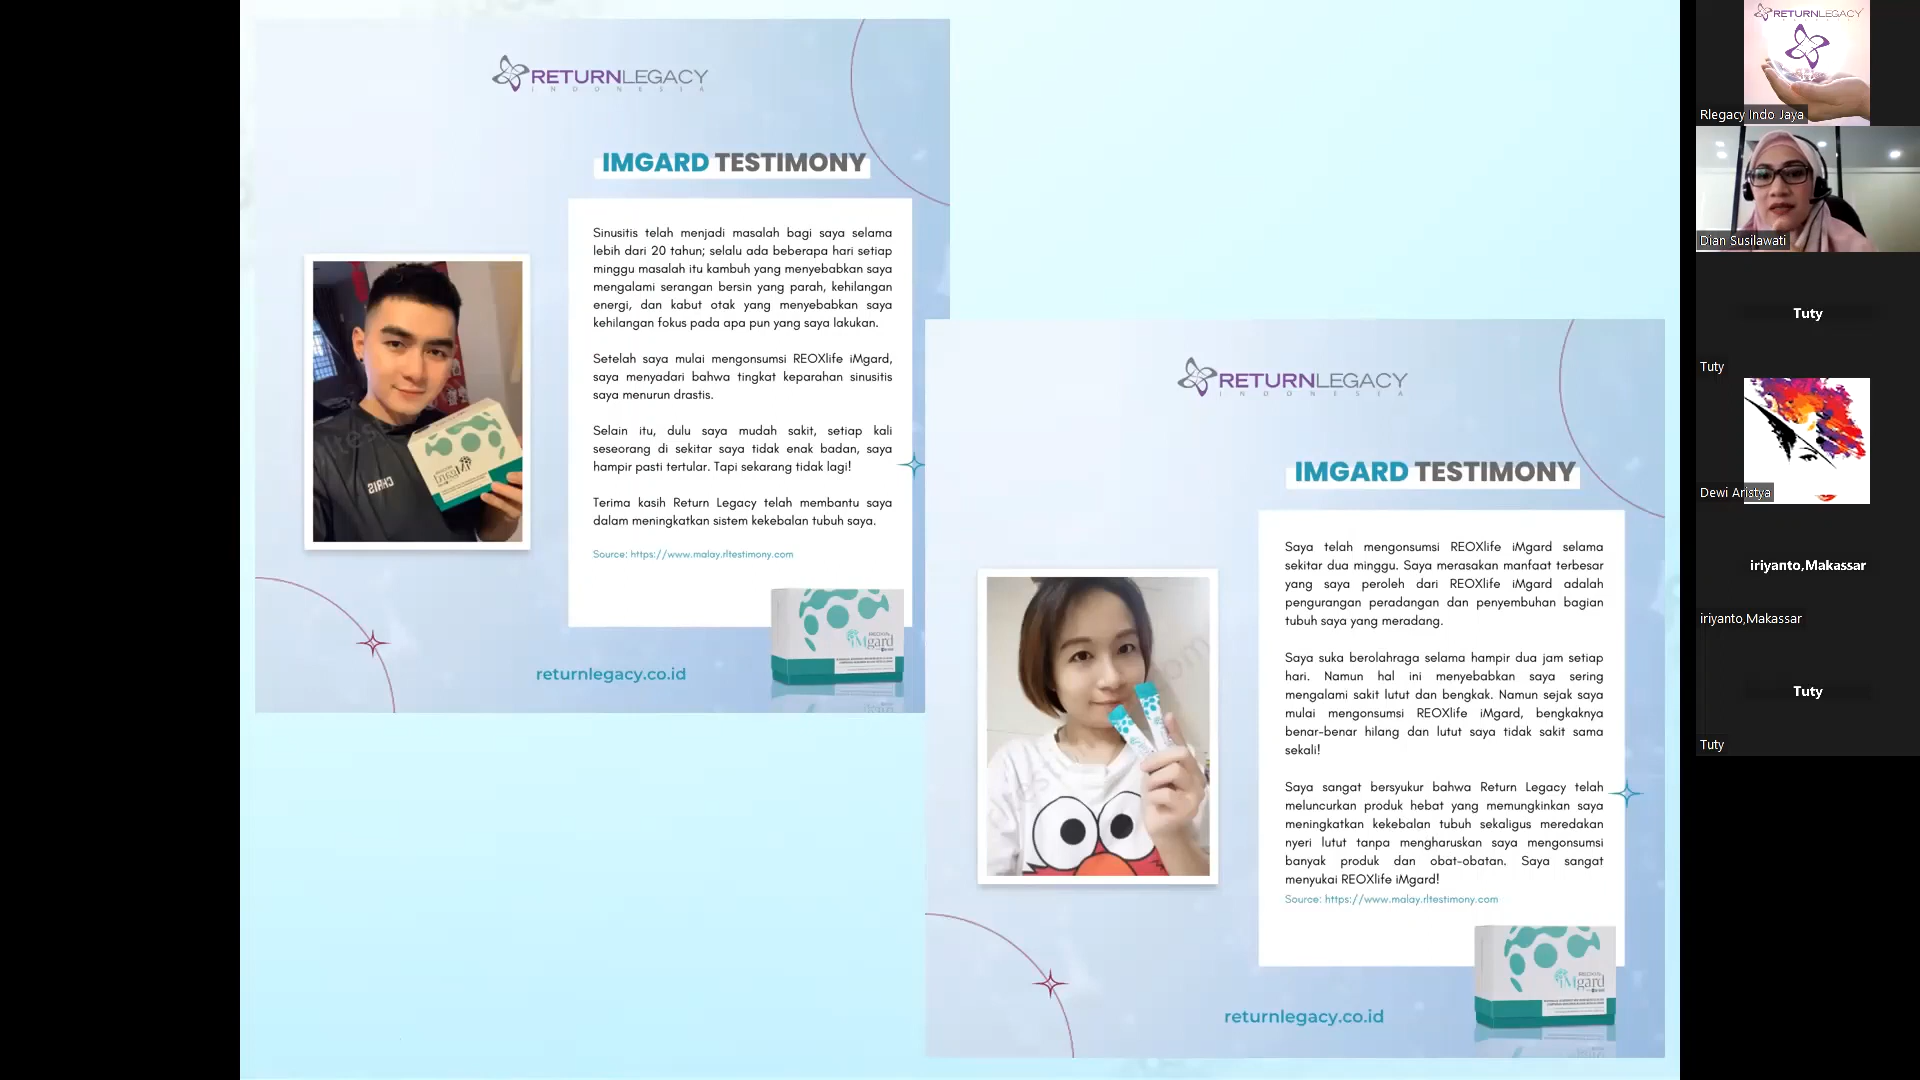 RETURNLEGACY
INDONESIA
IMGARD TESTIMONY
Sinusitis telah menjadi masalah bagi saya selama
lebih dari 20 tahun; selalu ada beberapa hari setiap
minggu masalah itu kambuh yang menyebabkan saya
mengalami serangan bersin yang parah, kehilangan
energi, dan kabut otak yang menyebabkan saya
kehilangan fokus pada apa pun yang saya lakukan.
Setelah saya mulai mengonsumsi REOXlife iMgard,
saya menyadari bahwa tingkat keparahan sinusitis
saya menurun drastis.
Selain itu, dulu saya mudah sakit, setiap kali
seseorang di sekitar saya tidak enak badan, saya
hampir pasti tertular. Tapi sekarang tidak lagi!
Terima kasih Return Legacy telah membantu saya
dalam meningkatkan sistem kekebalan tubuh saya.
Source: https://www.malay.rltestimony.com
CHRIS
iMgard
returnlegacy.co.id
RETURNLEGACY
INDONESIA
IMGARD TESTIMONY
Saya telah mengonsumsi REOXlife iMgard selama
sekitar dua minggu. Saya merasakan manfaat terbesar
yang saya peroleh dari REOXlife iMgard adalah
pengurangan peradangan dan penyembuhan bagian
tubuh saya yang meradang.
Saya suka berolahraga selama hampir dua jam setiap
hari. Namun hal ini menyebabkan saya sering
mengalami sakit lutut dan bengkak. Namun sejak saya
mulai mengonsumsi REOXlife iMgard, bengkaknya
benar-benar hilang dan lutut saya tidak sakit sama
sekali!
Saya sangat bersyukur bahwa Return Legacy telah
meluncurkan produk hebat yang memungkinkan saya
meningkatkan kekebalan tubuh sekaligus meredakan
nyeri lutut tanpa mengharuskan saya mengonsumsi
banyak produk dan obat-obatan. Saya sangat
menyukai REOXlife iMgard!
Source: https://www.malay.rltestimony.com
iMgard
returnlegacy.co.id
RETURNLEGACY
Rlegacy Indo Jaya
Dian Susilawati
Tuty
Tuty
Dewi Aristya
iriyanto,Makassar
iriyanto,Makassar
Tuty
Tuty